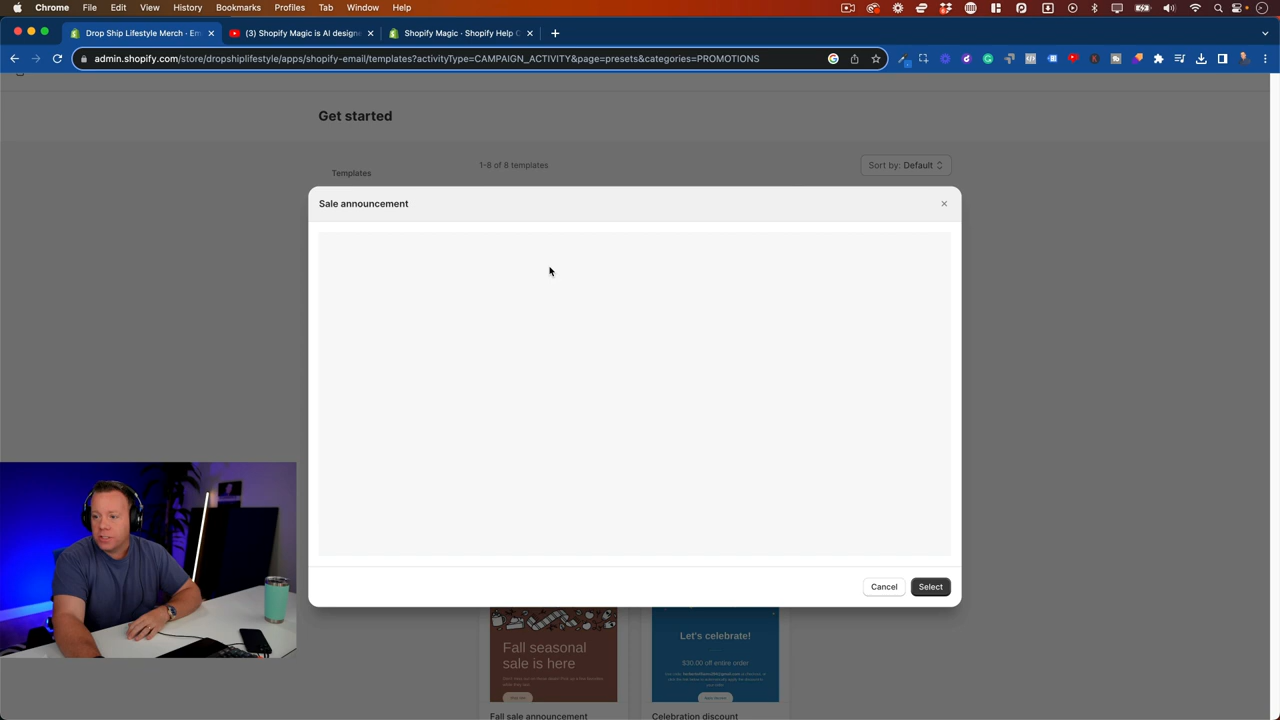 Chrome File Edit View History Bookmarks Profiles Tab Window Help
Drop Ship Lifestyle Merch · Em
(3) Shopify Magic is AI designe
Shopify Magic · Shopify Help C
admin.shopify.com/store/dropshiplifestyle/apps/shopify-email/templates?activityType=CAMPAIGN_ACTIVITY&page=presets&categories=PROMOTIONS
Get started
1-8 of 8 templates
Sort by: Default
Templates
Sale announcement
Cancel
Select
Fall seasonal
sale is here
Let's celebrate!
$30.00 off entire order
Fall sale announcement
Celebration discount